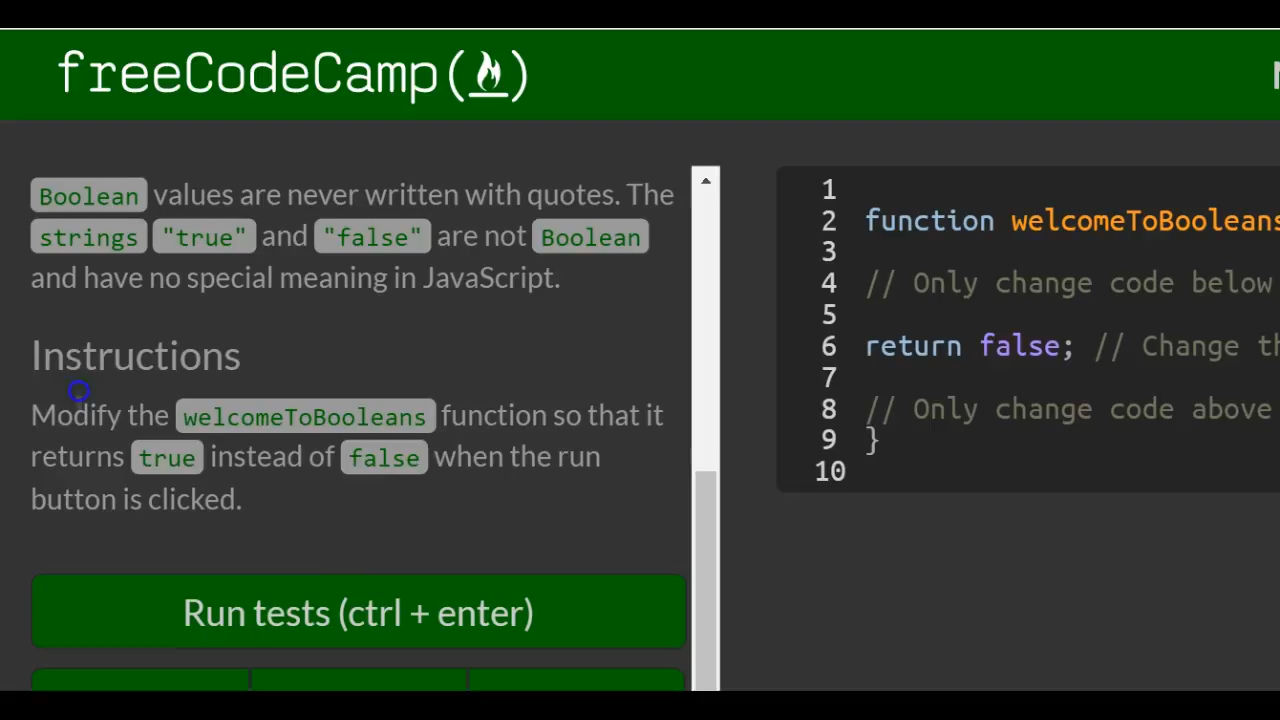 freeCodeCamp(🔥)
Boolean values are never written with quotes. The
strings "true" and "false" are not Boolean
and have no special meaning in JavaScript.
Instructions
Modify the welcomeToBooleans function so that it
returns true instead of false when the run
button is clicked.
Run tests (ctrl + enter)
1
2 function welcomeToBooleans
3
4 // Only change code below
5
6 return false; // Change
7
8 // Only change code above
9 }
10